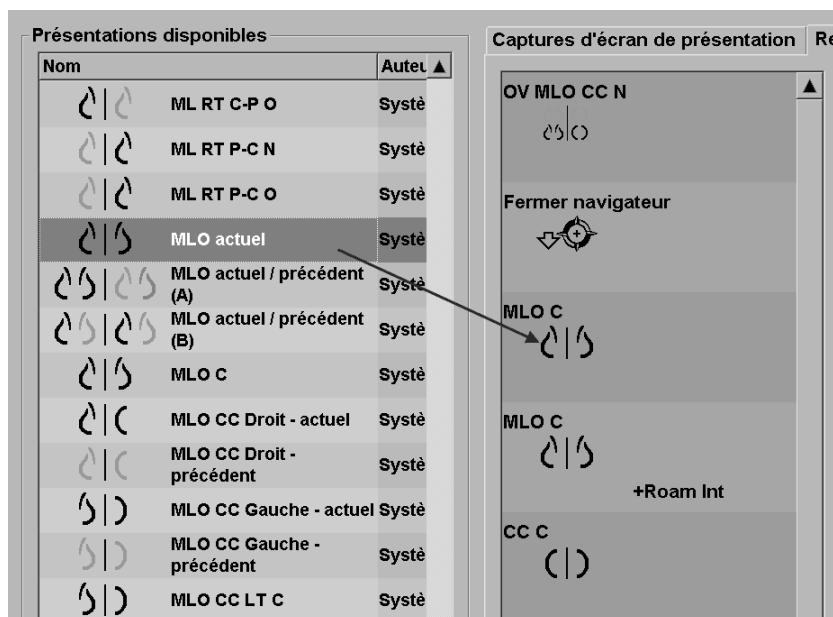 Présentations disponibles
Nom Auteu
ML RT C-P O Systè
ML RT P-C N Systè
ML RT P-C O Systè
MLO actuel Systè
MLO actuel / précédent
(A) Systè
MLO actuel / précédent
(B) Systè
MLO C Systè
MLO CC Droit - actuel Systè
MLO CC Droit -
précédent Systè
MLO CC Gauche - actuel Systè
MLO CC Gauche -
précédent Systè
MLO CC LT C Systè
Captures d'écran de présentation Re
OV MLO CC N
Fermer navigateur
MLO C
MLO C
+Roam Int
CC C